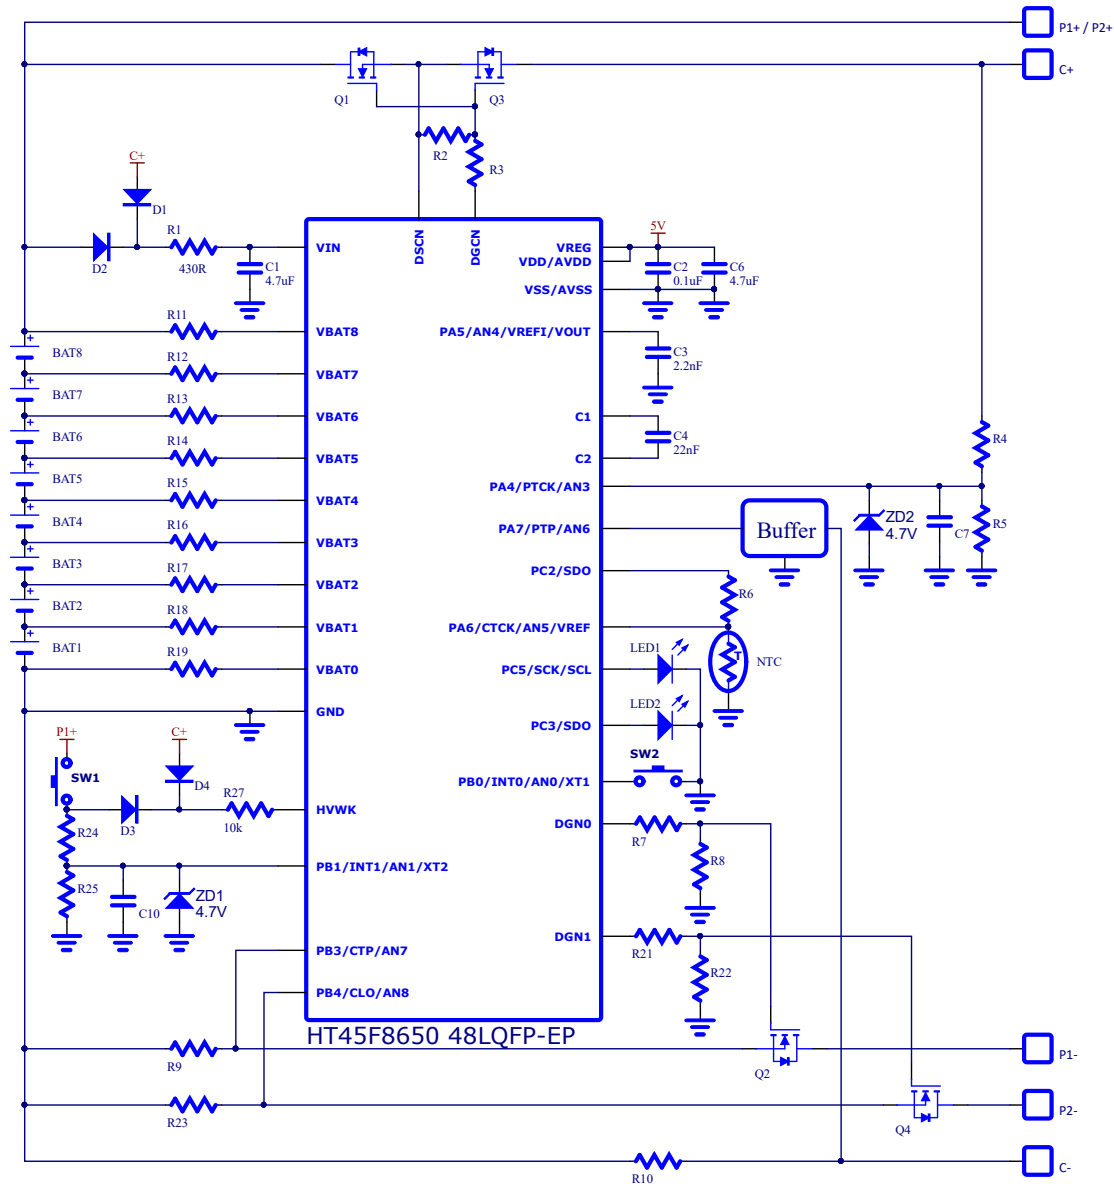 P1+ / P2+
C+
Q1
Q3
R2
R3
C+
D1
D2
R1
430R
C1
4.7uF
VIN
DSCN
DGCN
VREG
VDD/AVDD
VSS/AVSS
5V
C2
0.1uF
C6
4.7uF
R11
VBAT8
PA5/AN4/VREFI/VOUT
C3
2.2nF
BAT8
R12
VBAT7
BAT7
R13
VBAT6
C1
C4
22nF
C2
BAT6
R14
VBAT5
BAT5
R15
VBAT4
PA4/PTCK/AN3
R4
BAT4
R16
VBAT3
PA7/PTP/AN6
Buffer
ZD2
4.7V
C7
R5
BAT3
R17
VBAT2
PC2/SDO
R6
BAT2
R18
VBAT1
PA6/CTCK/AN5/VREF
BAT1
R19
VBAT0
PC5/SCK/SCL
LED1
T
NTC
GND
PC3/SDO
LED2
P1+
SW1
C+
D4
PB0/INT0/AN0/XT1
SW2
D3
R27
10k
HVWK
DGN0
R7
R8
R24
R25
C10
ZD1
4.7V
PB1/INT1/AN1/XT2
PB3/CTP/AN7
DGN1
R21
R22
PB4/CLO/AN8
HT45F8650 48LQFP-EP
R9
Q2
P1-
R23
Q4
P2-
R10
C-